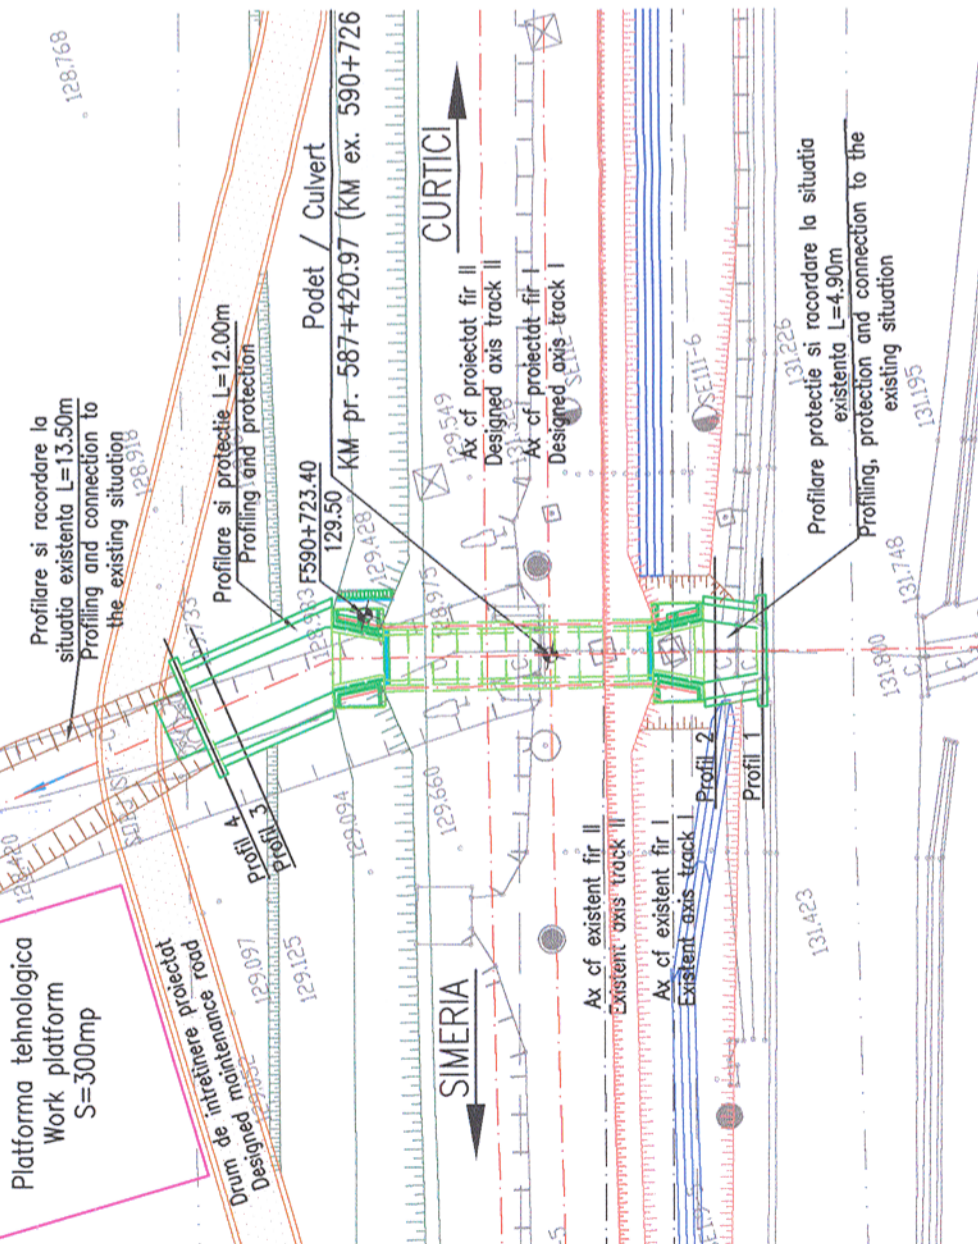 128.768
Podet / Culvert
KM pr. 587+420.97 (KM ex. 590+726
CURTICI
Ax cf proiectat fir II
Designed axis track II
Ax cf proiectat fir I
Designed axis track I
Profilare si racordare la
situatia existenta L=13.50m
Profiling and connection to
the existing situation
128.918
Profilare si protectie L=12.00m
Profiling and protection
F590+723.40
129.50
129.428
129.549
128.975
SE111-6
131.226
131.195
Profilare protectie si racordare la situatia
existenta L=4.90m
Profiling, protection and connection to the
existing situation
131.748
131.800
Profil 4
Profil 3
Profil 2
Profil 1
129.094
129.660
Ax cf existent fir II
Existent axis track II
Ax cf existent fir I
Existent axis track I
131.423
SIMERIA
Platforma tehnologica
Work platform
S=300mp
Drum de intretinere proiectat
Designed maintenance road
129.097
129.125